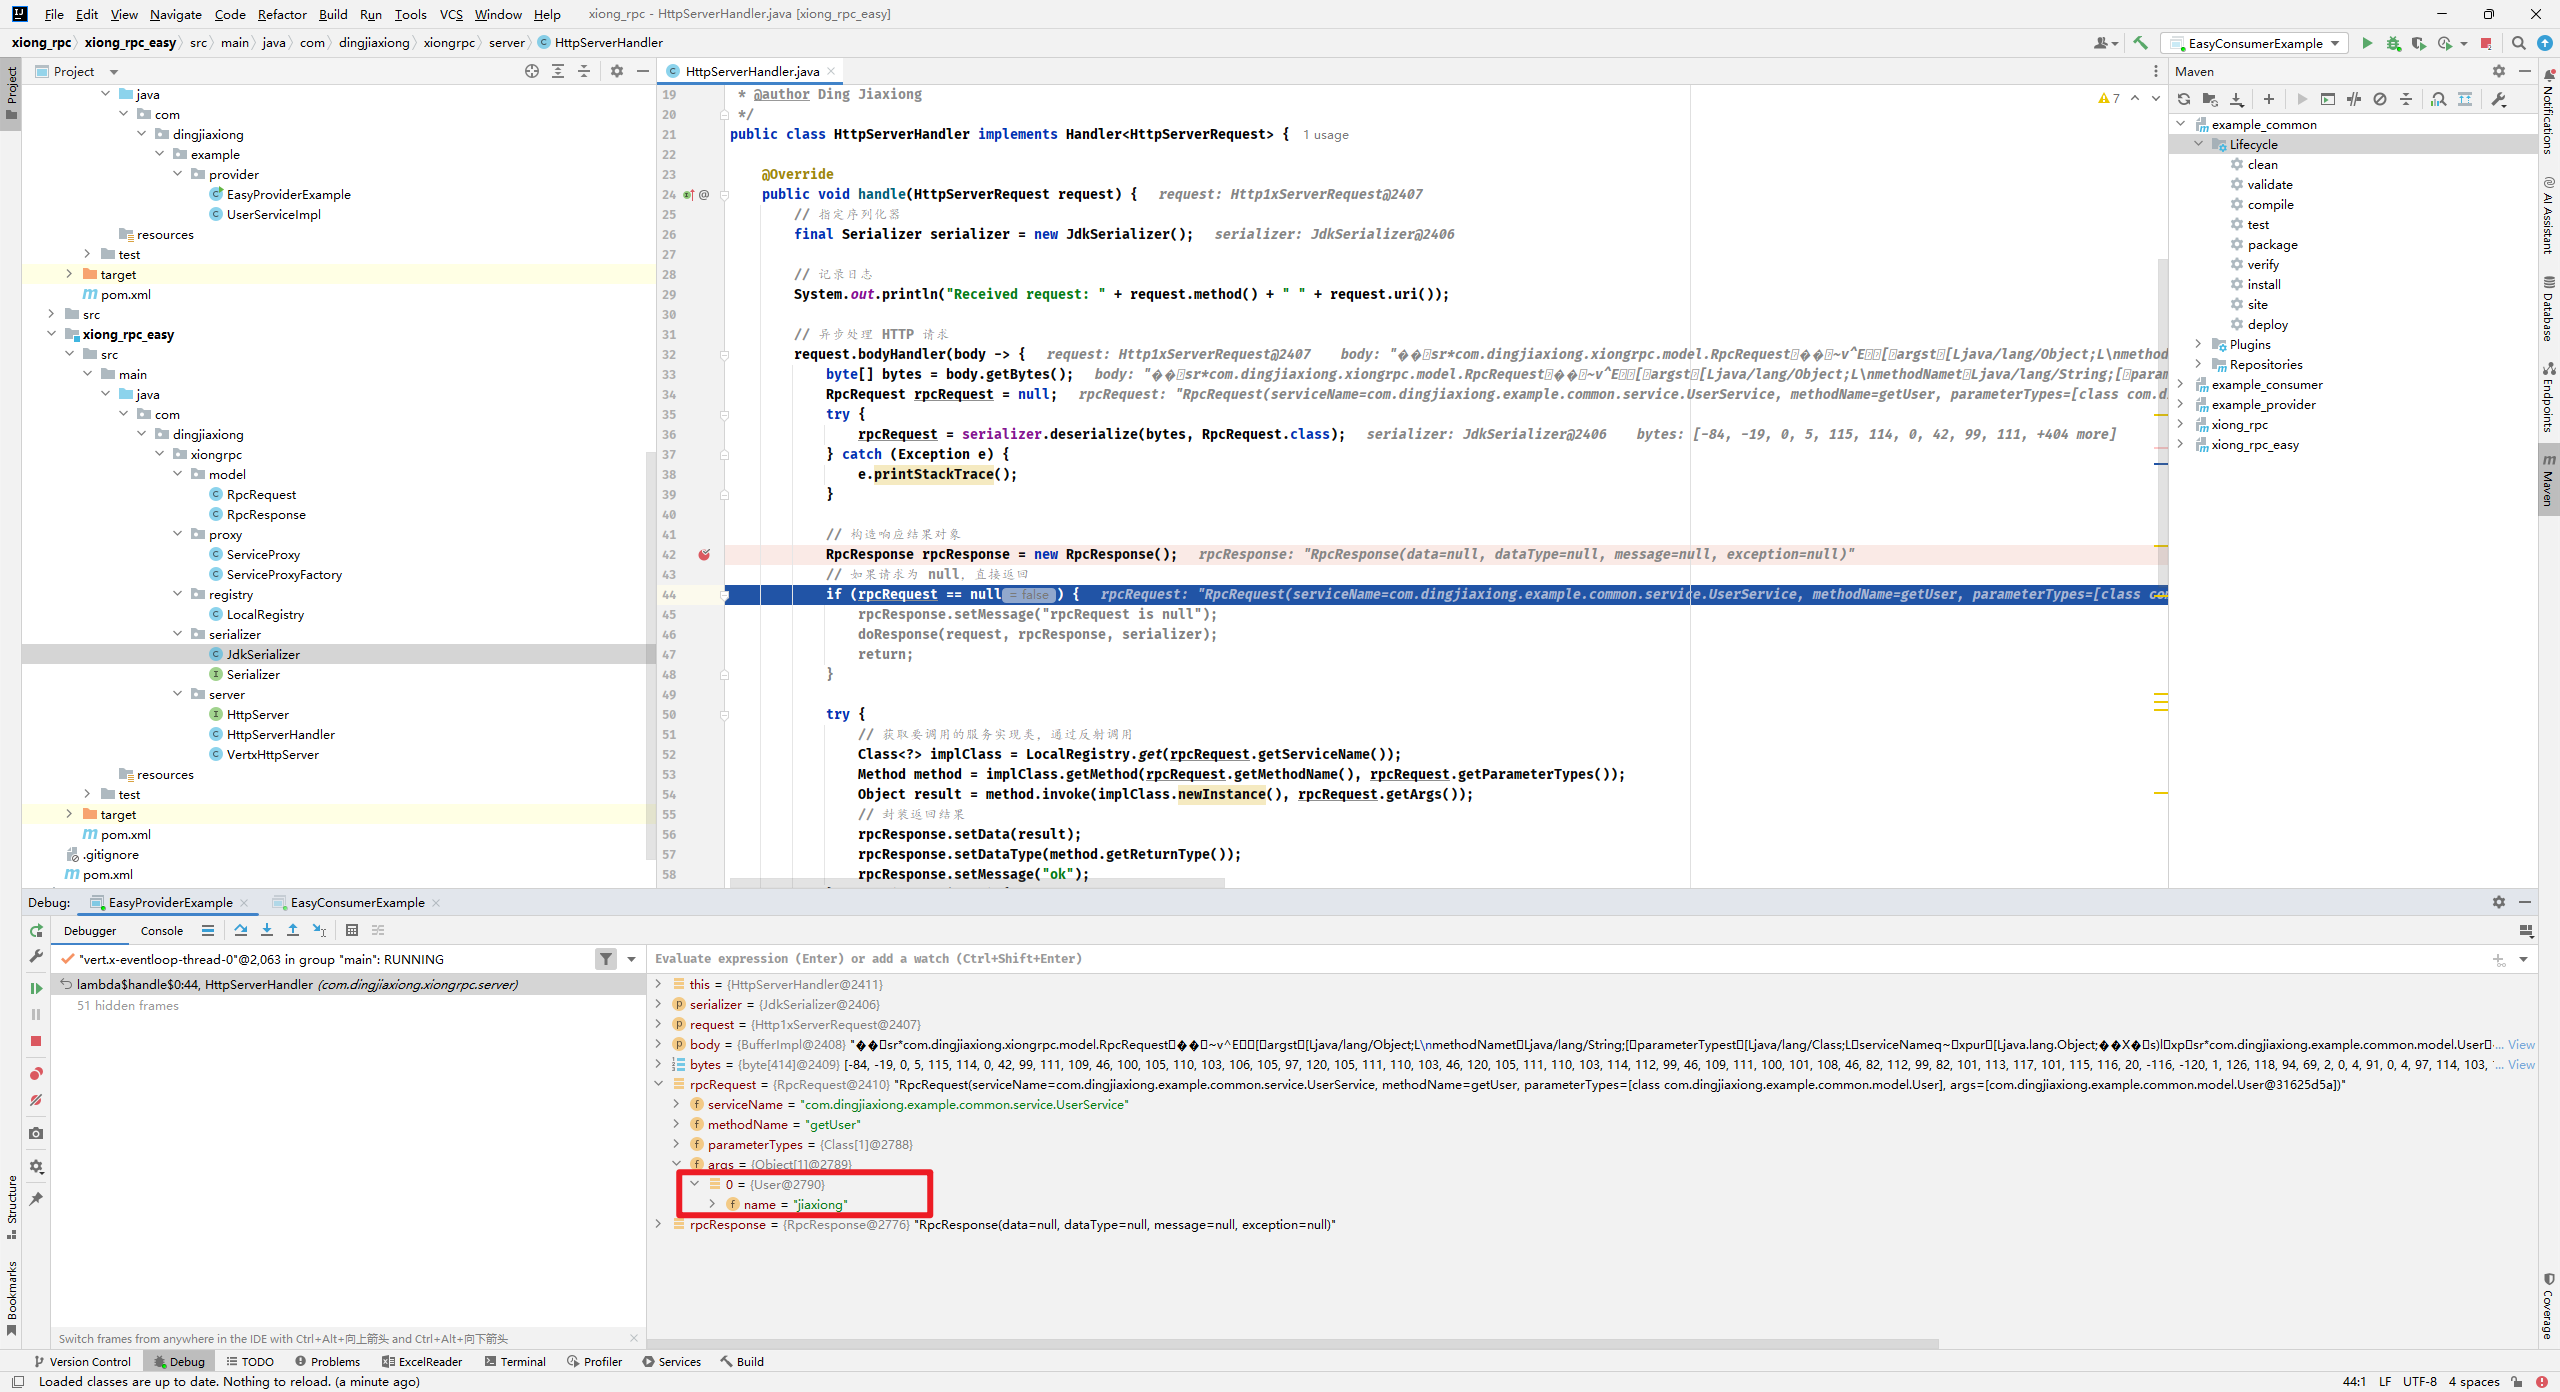 File Edit View Navigate Code Refactor Build Run Tools VCS Window Help xiong_rpc - HttpServerHandler.java [xiong_rpc_easy]
xiong_rpc xiong_rpc_easy src main java com dingjiaxiong xiongrpc server HttpServerHandler
EasyConsumerExample
Project
Project
java
com
dingjiaxiong
example
provider
EasyProviderExample
UserServiceImpl
resources
test
target
pom.xml
src
xiong_rpc_easy
src
main
java
com
dingjiaxiong
xiongrpc
model
RpcRequest
RpcResponse
proxy
ServiceProxy
ServiceProxyFactory
registry
LocalRegistry
serializer
JdkSerializer
Serializer
server
HttpServer
HttpServerHandler
VertxHttpServer
resources
test
target
pom.xml
.gitignore
pom.xml
HttpServerHandler.java
7
19 * @author Ding Jiaxiong
20 */
21 public class HttpServerHandler implements Handler<HttpServerRequest> { 1 usage
22
23 @Override
24 public void handle(HttpServerRequest request) { request: Http1xServerRequest@2407
25 // 指定序列化器
26 final Serializer serializer = new JdkSerializer(); serializer: JdkSerializer@2406
27
28 // 记录日志
29 System.out.println("Received request: " + request.method() + " " + request.uri());
30
31 // 异步处理 HTTP 请求
32 request.bodyHandler(body -> { request: Http1xServerRequest@2407 body: "��sr*com.dingjiaxiong.xiongrpc.model.RpcRequest��~v^E[argst[Ljava/lang/Object;L\nmethod
33 byte[] bytes = body.getBytes(); body: "��sr*com.dingjiaxiong.xiongrpc.model.RpcRequest��~v^E[argst[Ljava/lang/Object;L\nmethodNametLjava/lang/String;[param
34 RpcRequest rpcRequest = null; rpcRequest: "RpcRequest(serviceName=com.dingjiaxiong.example.common.service.UserService, methodName=getUser, parameterTypes=[class com.d
35 try {
36 rpcRequest = serializer.deserialize(bytes, RpcRequest.class); serializer: JdkSerializer@2406 bytes: [-84, -19, 0, 5, 115, 114, 0, 42, 99, 111, +404 more]
37 } catch (Exception e) {
38 e.printStackTrace();
39 }
40
41 // 构造响应结果对象
42 RpcResponse rpcResponse = new RpcResponse(); rpcResponse: "RpcResponse(data=null, dataType=null, message=null, exception=null)"
43 // 如果请求为 null，直接返回
44 if (rpcRequest == null = false ) { rpcRequest: "RpcRequest(serviceName=com.dingjiaxiong.example.common.service.UserService, methodName=getUser, parameterTypes=[class com
45 rpcResponse.setMessage("rpcRequest is null");
46 doResponse(request, rpcResponse, serializer);
47 return;
48 }
49
50 try {
51 // 获取要调用的服务实现类，通过反射调用
52 Class<?> implClass = LocalRegistry.get(rpcRequest.getServiceName());
53 Method method = implClass.getMethod(rpcRequest.getMethodName(), rpcRequest.getParameterTypes());
54 Object result = method.invoke(implClass.newInstance(), rpcRequest.getArgs());
55 // 封装返回结果
56 rpcResponse.setData(result);
57 rpcResponse.setDataType(method.getReturnType());
58 rpcResponse.setMessage("ok");
Maven
example_common
Lifecycle
clean
validate
compile
test
package
verify
install
site
deploy
Plugins
Repositories
example_consumer
example_provider
xiong_rpc
xiong_rpc_easy
Notifications
AI Assistant
Database
Endpoints
Maven
Coverage
Debug: EasyProviderExample EasyConsumerExample
Debugger Console
"vert.x-eventloop-thread-0"@2,063 in group "main": RUNNING
lambda$handle$0:44, HttpServerHandler (com.dingjiaxiong.xiongrpc.server)
51 hidden frames
Evaluate expression (Enter) or add a watch (Ctrl+Shift+Enter)
this = {HttpServerHandler@2411}
serializer = {JdkSerializer@2406}
request = {Http1xServerRequest@2407}
body = {BufferImpl@2408} "��sr*com.dingjiaxiong.xiongrpc.model.RpcRequest��~v^E[argst[Ljava/lang/Object;L\nmethodNametLjava/lang/String;[parameterTypest[Ljava/lang/Class;LserviceNameq~xpur[Ljava.lang.Object;��X�s)lxpsr*com.dingjiaxiong.example.common.model.User ... View
bytes = {byte[414]@2409} [-84, -19, 0, 5, 115, 114, 0, 42, 99, 111, 109, 46, 100, 105, 110, 103, 106, 105, 97, 120, 105, 111, 110, 103, 46, 120, 105, 111, 110, 103, 114, 112, 99, 46, 109, 111, 100, 101, 108, 46, 82, 112, 99, 82, 101, 113, 117, 101, 115, 116, 20, -116, -120, 1, 126, 118, 94, 69, 2, 0, 4, 91, 0, 4, 97, 114, 103, ... View
rpcRequest = {RpcRequest@2410} "RpcRequest(serviceName=com.dingjiaxiong.example.common.service.UserService, methodName=getUser, parameterTypes=[class com.dingjiaxiong.example.common.model.User], args=[com.dingjiaxiong.example.common.model.User@31625d5a])"
serviceName = "com.dingjiaxiong.example.common.service.UserService"
methodName = "getUser"
parameterTypes = {Class[1]@2788}
args = {Object[1]@2789}
0 = {User@2790}
name = "jiaxiong"
rpcResponse = {RpcResponse@2776} "RpcResponse(data=null, dataType=null, message=null, exception=null)"
Structure
Bookmarks
Switch frames from anywhere in the IDE with Ctrl+Alt+向上箭头 and Ctrl+Alt+向下箭头
Version Control Debug TODO Problems ExcelReader Terminal Profiler Services Build
Loaded classes are up to date. Nothing to reload. (a minute ago)
44:1 LF UTF-8 4 spaces